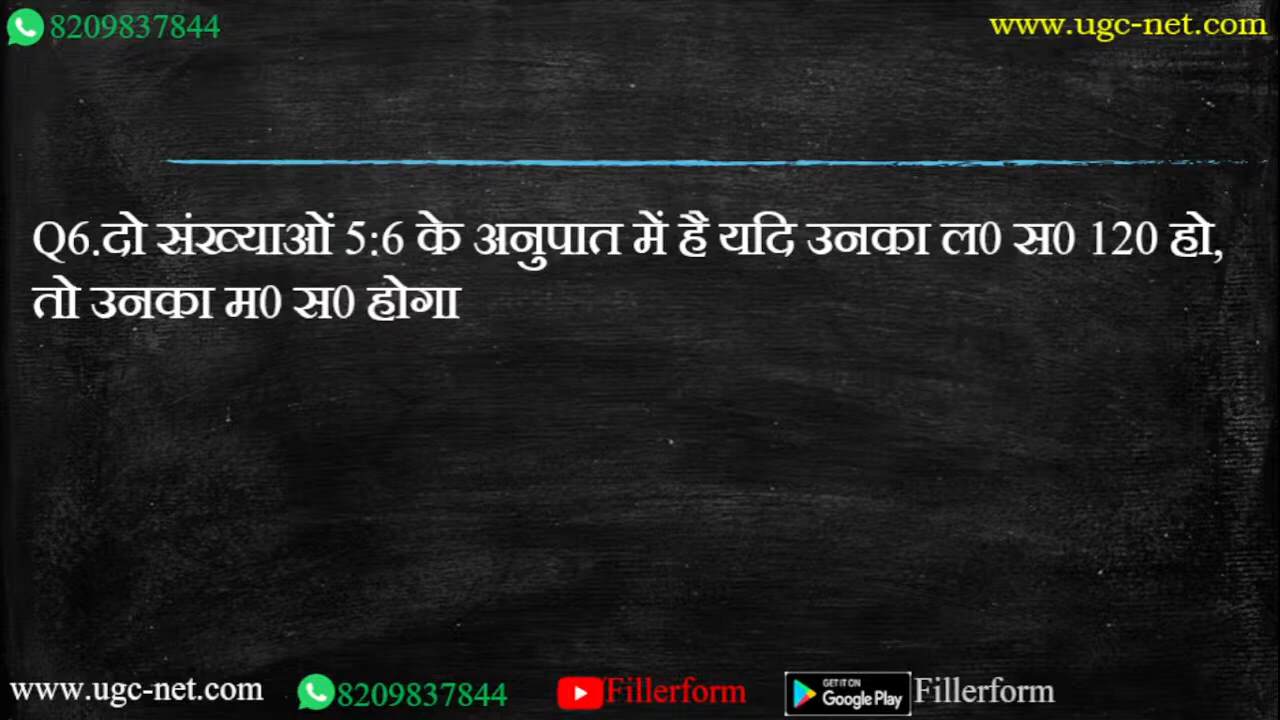 8209837844 www.ugc-net.com
Q6.दो संख्याओं 5:6 के अनुपात में है यदि उनका ल0 स0 120 हो,
तो उनका म0 स0 होगा
www.ugc-net.com 8209837844 Fillerform GET IT ON Google Play Fillerform